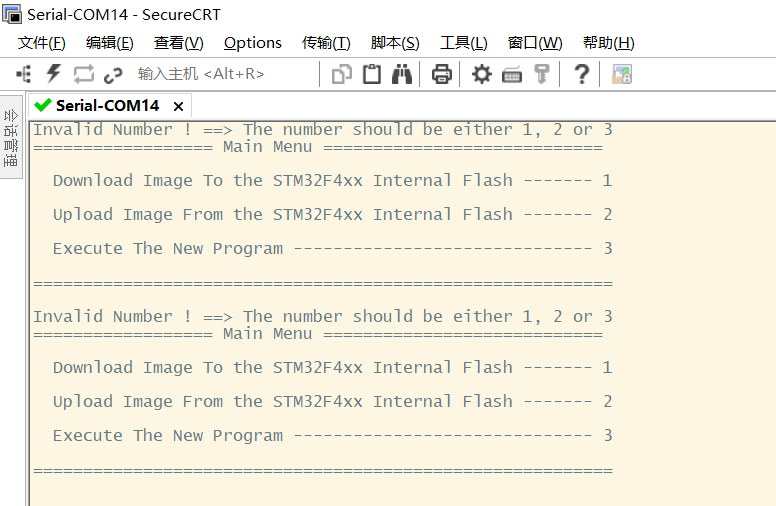 Serial-COM14 - SecureCRT
文件(F) 编辑(E) 查看(V) Options 传输(T) 脚本(S) 工具(L) 窗口(W) 帮助(H)
输入主机 <Alt+R>
会话管理
Serial-COM14 ×
Invalid Number ! ==> The number should be either 1, 2 or 3
================== Main Menu ============================
Download Image To the STM32F4xx Internal Flash ------- 1
Upload Image From the STM32F4xx Internal Flash ------- 2
Execute The New Program ------------------------------ 3
==========================================================
Invalid Number ! ==> The number should be either 1, 2 or 3
================== Main Menu ============================
Download Image To the STM32F4xx Internal Flash ------- 1
Upload Image From the STM32F4xx Internal Flash ------- 2
Execute The New Program ------------------------------ 3
==========================================================